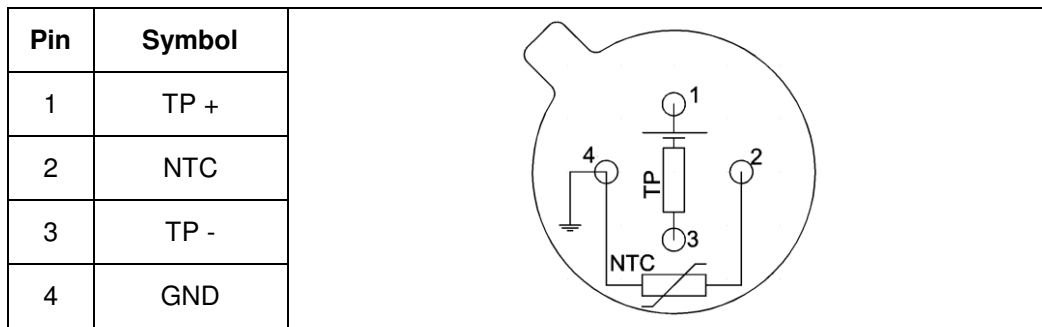 Pin Symbol
1 TP +
2 NTC
3 TP -
4 GND
1
4 2
TP
3
NTC